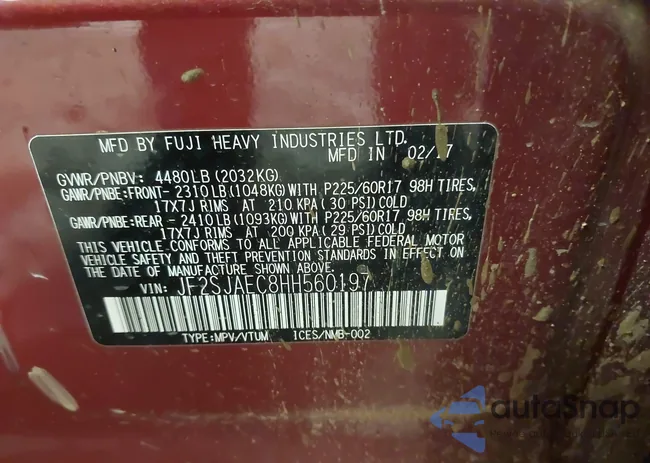 MFD BY FUJI HEAVY INDUSTRIES LTD.
MFD IN 02/17
GVWR/PNBV: 4480LB (2032KG)
GAWR/PNBE: FRONT- 2310LB (1048KG) WITH P225/60R17 98H TIRES,
17X7J RIMS AT 210 KPA (30 PSI) COLD
GAWR/PNBE: REAR - 2410LB (1093KG) WITH P225/60R17 98H TIRES,
17X7J RIMS AT 200 KPA (29 PSI) COLD
THIS VEHICLE CONFORMS TO ALL APPLICABLE FEDERAL MOTOR
VEHICLE SAFETY AND THEFT PREVENTION STANDARDS IN EFFECT ON
THE DATE OF MANUFACTURE SHOWN ABOVE.
VIN: JF2SJAEC8HH560197
TYPE:MPV/VTUM ICES/NMB-002
autoSnap